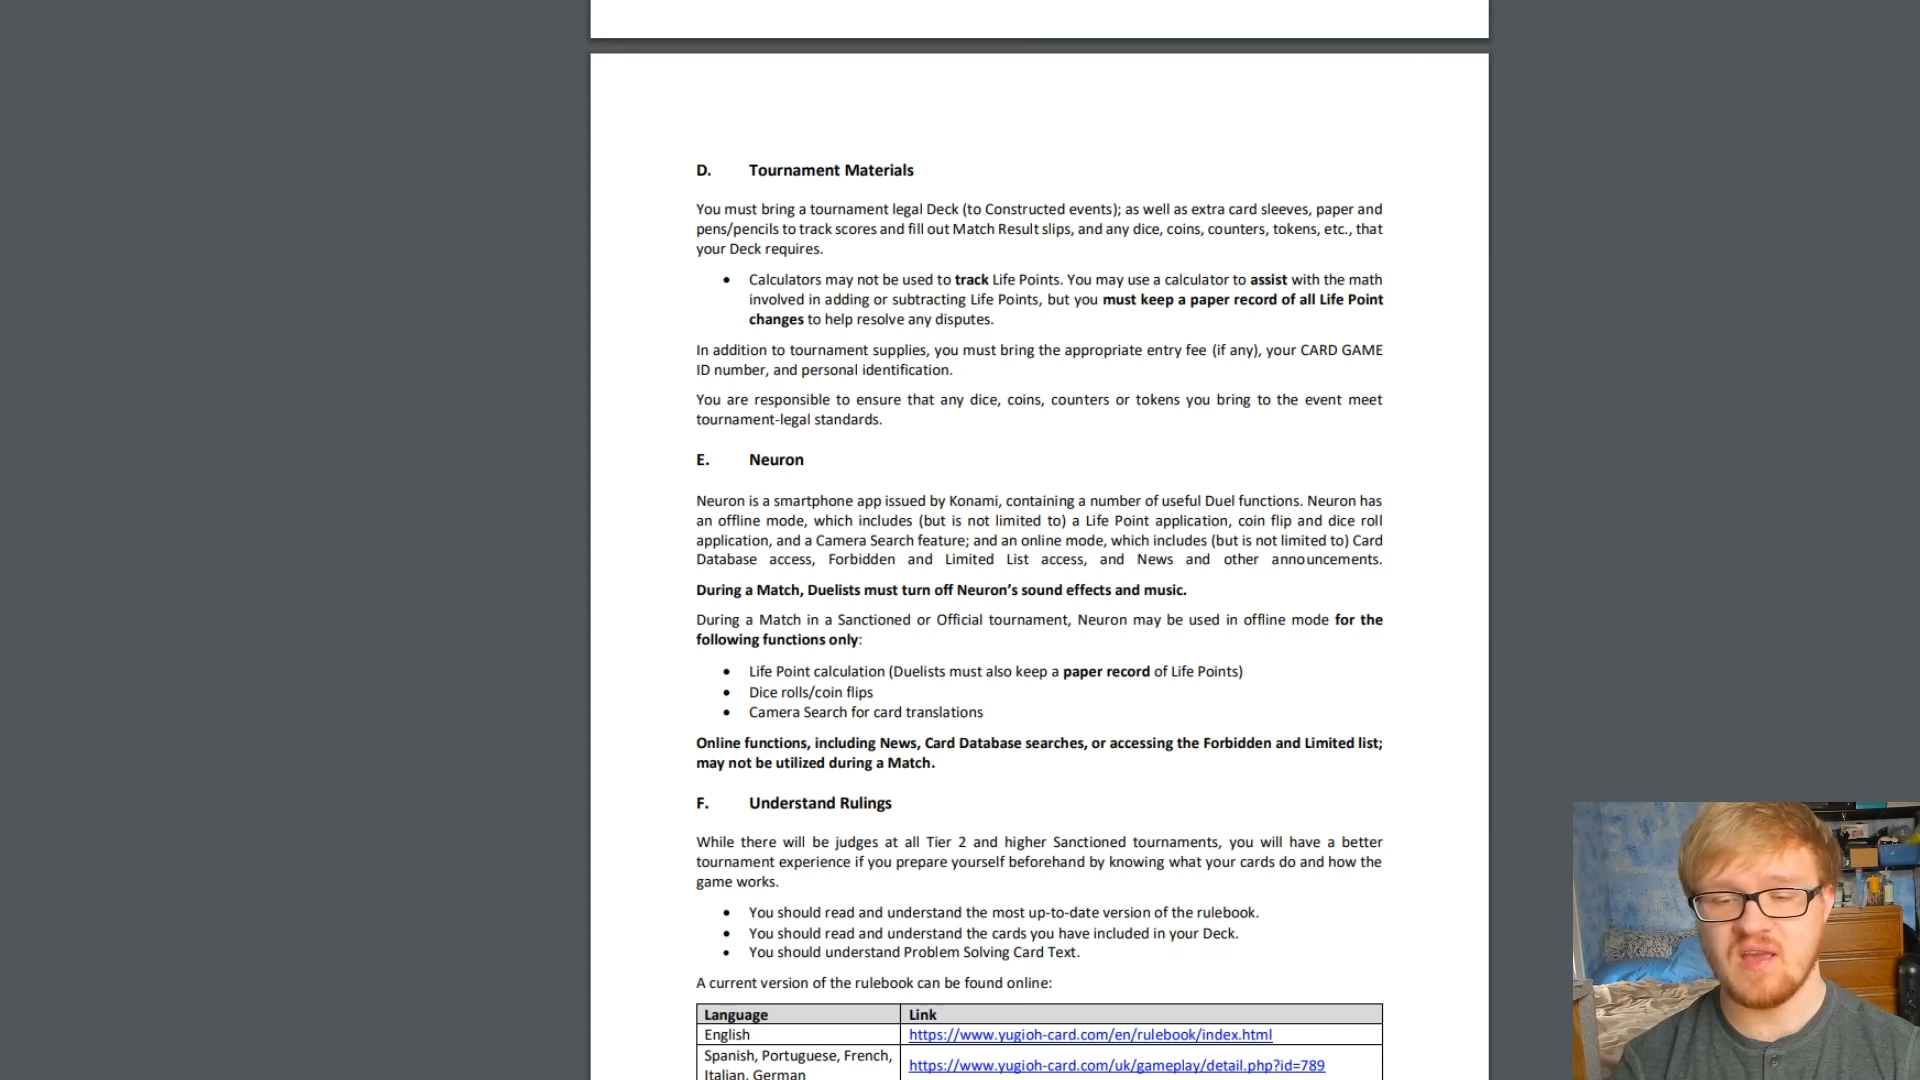 D. Tournament Materials
You must bring a tournament legal Deck (to Constructed events); as well as extra card sleeves, paper and
pens/pencils to track scores and fill out Match Result slips, and any dice, coins, counters, tokens, etc., that
your Deck requires.
• Calculators may not be used to track Life Points. You may use a calculator to assist with the math
involved in adding or subtracting Life Points, but you must keep a paper record of all Life Point
changes to help resolve any disputes.
In addition to tournament supplies, you must bring the appropriate entry fee (if any), your CARD GAME
ID number, and personal identification.
You are responsible to ensure that any dice, coins, counters or tokens you bring to the event meet
tournament-legal standards.
E. Neuron
Neuron is a smartphone app issued by Konami, containing a number of useful Duel functions. Neuron has
an offline mode, which includes (but is not limited to) a Life Point application, coin flip and dice roll
application, and a Camera Search feature; and an online mode, which includes (but is not limited to) Card
Database access, Forbidden and Limited List access, and News and other announcements.
During a Match, Duelists must turn off Neuron’s sound effects and music.
During a Match in a Sanctioned or Official tournament, Neuron may be used in offline mode for the
following functions only:
• Life Point calculation (Duelists must also keep a paper record of Life Points)
• Dice rolls/coin flips
• Camera Search for card translations
Online functions, including News, Card Database searches, or accessing the Forbidden and Limited list;
may not be utilized during a Match.
F. Understand Rulings
While there will be judges at all Tier 2 and higher Sanctioned tournaments, you will have a better
tournament experience if you prepare yourself beforehand by knowing what your cards do and how the
game works.
• You should read and understand the most up-to-date version of the rulebook.
• You should read and understand the cards you have included in your Deck.
• You should understand Problem Solving Card Text.
A current version of the rulebook can be found online:
Language Link
English https://www.yugioh-card.com/en/rulebook/index.html
Spanish, Portuguese, French,
Italian, German
https://www.yugioh-card.com/uk/gameplay/detail.php?id=789